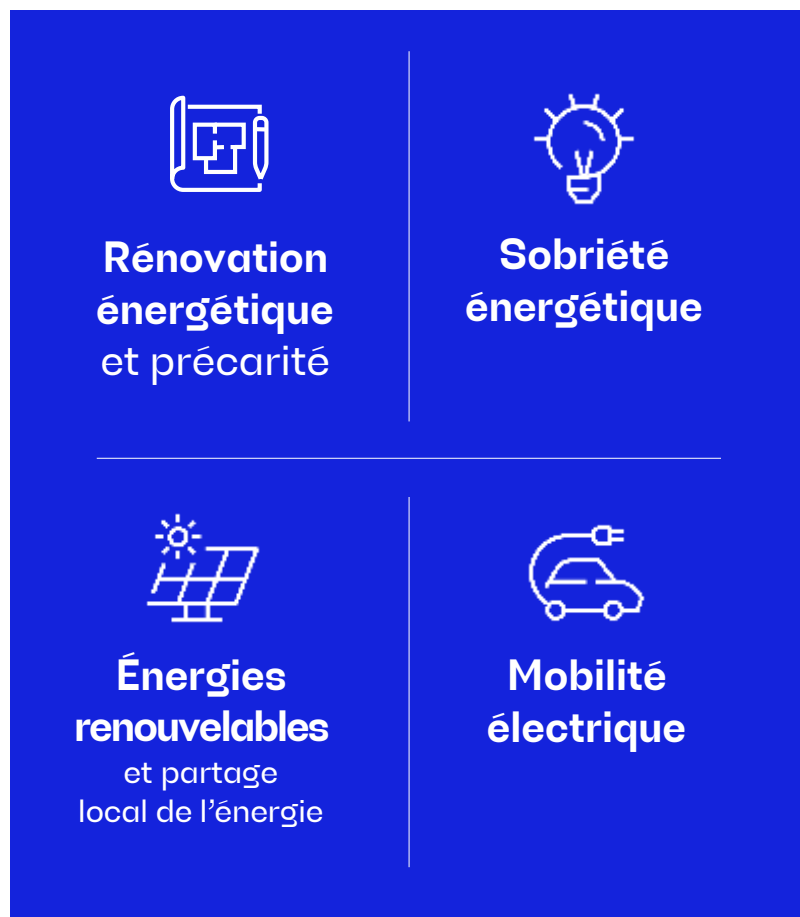 Rénovation
énergétique
et précarité
Sobriété
énergétique
Énergies
renouvelables
et partage
local de l’énergie
Mobilité
électrique